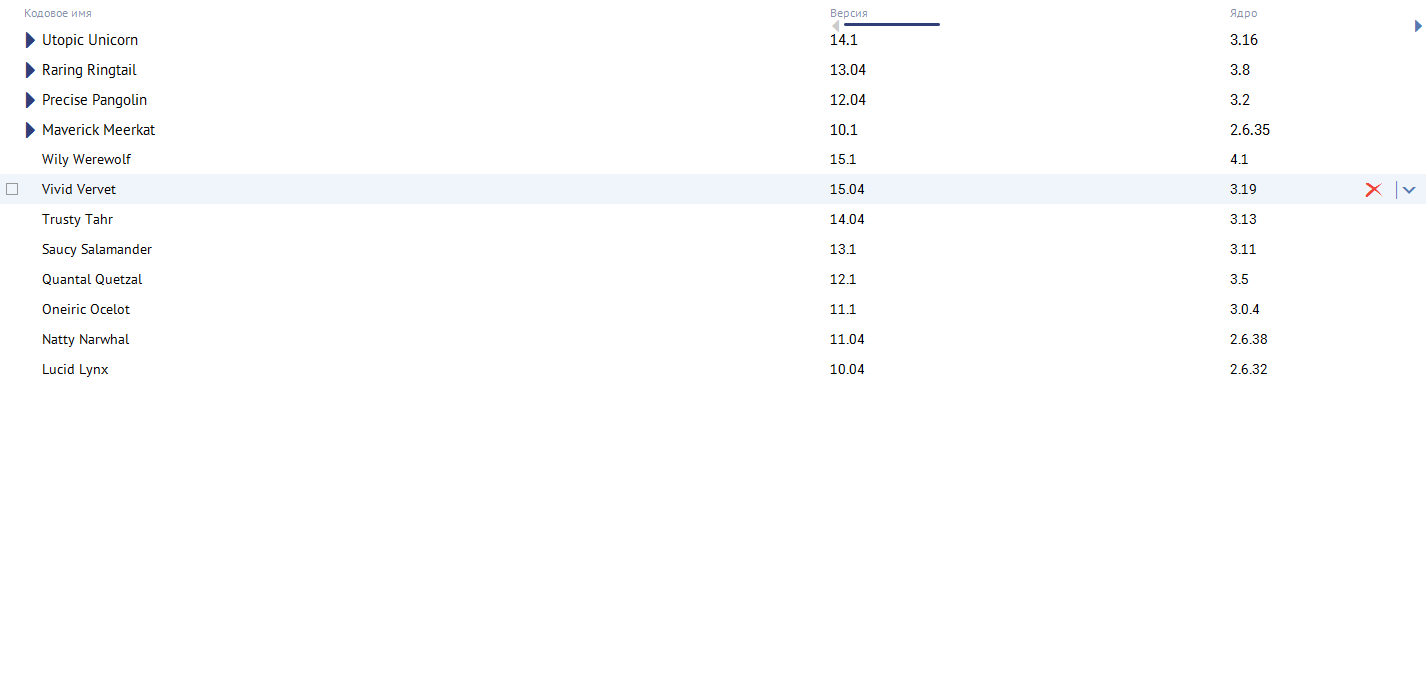 Кодовое имя Версия Ядро
Utopic Unicorn 14.1 3.16
Raring Ringtail 13.04 3.8
Precise Pangolin 12.04 3.2
Maverick Meerkat 10.1 2.6.35
Wily Werewolf 15.1 4.1
Vivid Vervet 15.04 3.19
Trusty Tahr 14.04 3.13
Saucy Salamander 13.1 3.11
Quantal Quetzal 12.1 3.5
Oneiric Ocelot 11.1 3.0.4
Natty Narwhal 11.04 2.6.38
Lucid Lynx 10.04 2.6.32